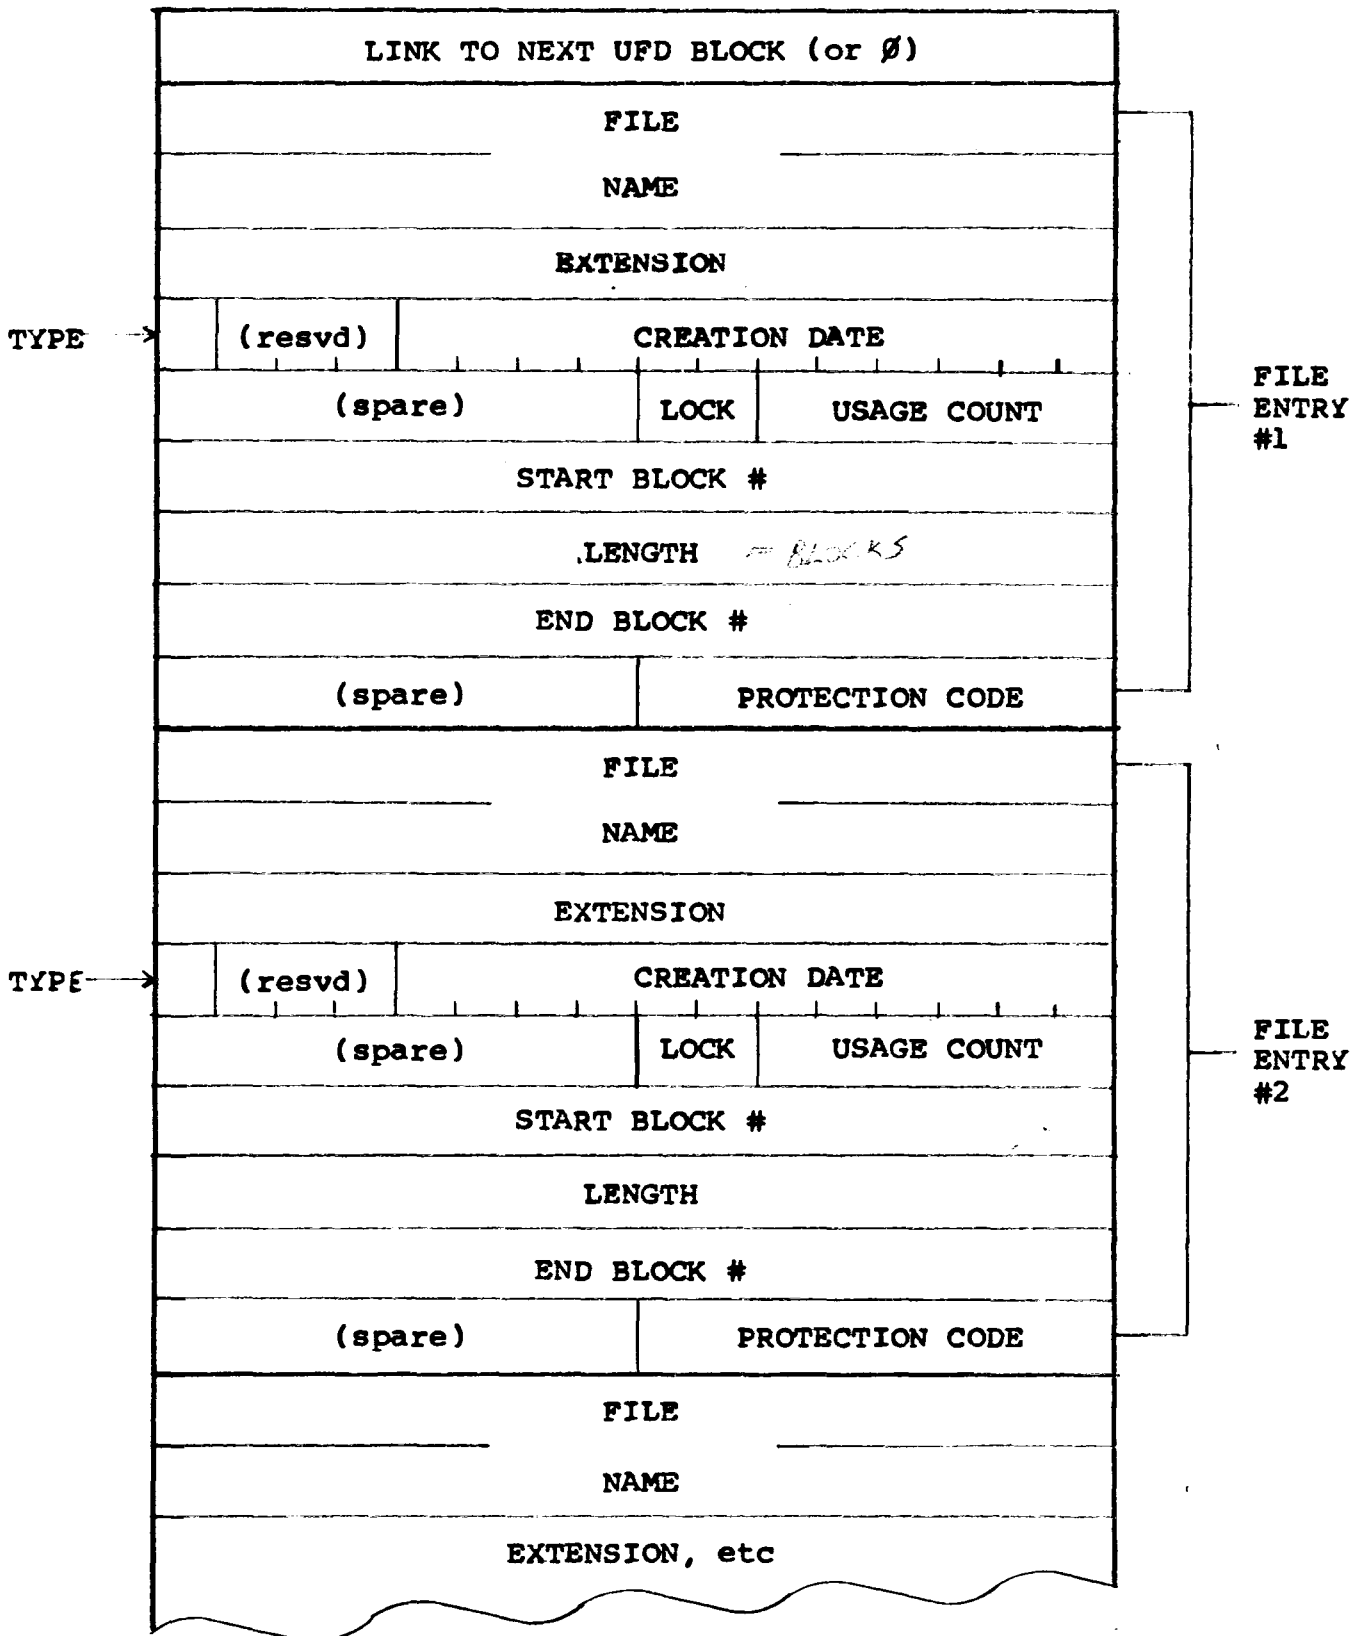 LINK TO NEXT UFD BLOCK (or Ø)
FILE
NAME
EXTENSION
TYPE (resvd) CREATION DATE
(spare) LOCK USAGE COUNT
FILE
ENTRY
#1
START BLOCK #
LENGTH = BLOCKS
END BLOCK #
(spare) PROTECTION CODE
FILE
NAME
EXTENSION
TYPE (resvd) CREATION DATE
(spare) LOCK USAGE COUNT
FILE
ENTRY
#2
START BLOCK #
LENGTH
END BLOCK #
(spare) PROTECTION CODE
FILE
NAME
EXTENSION, etc